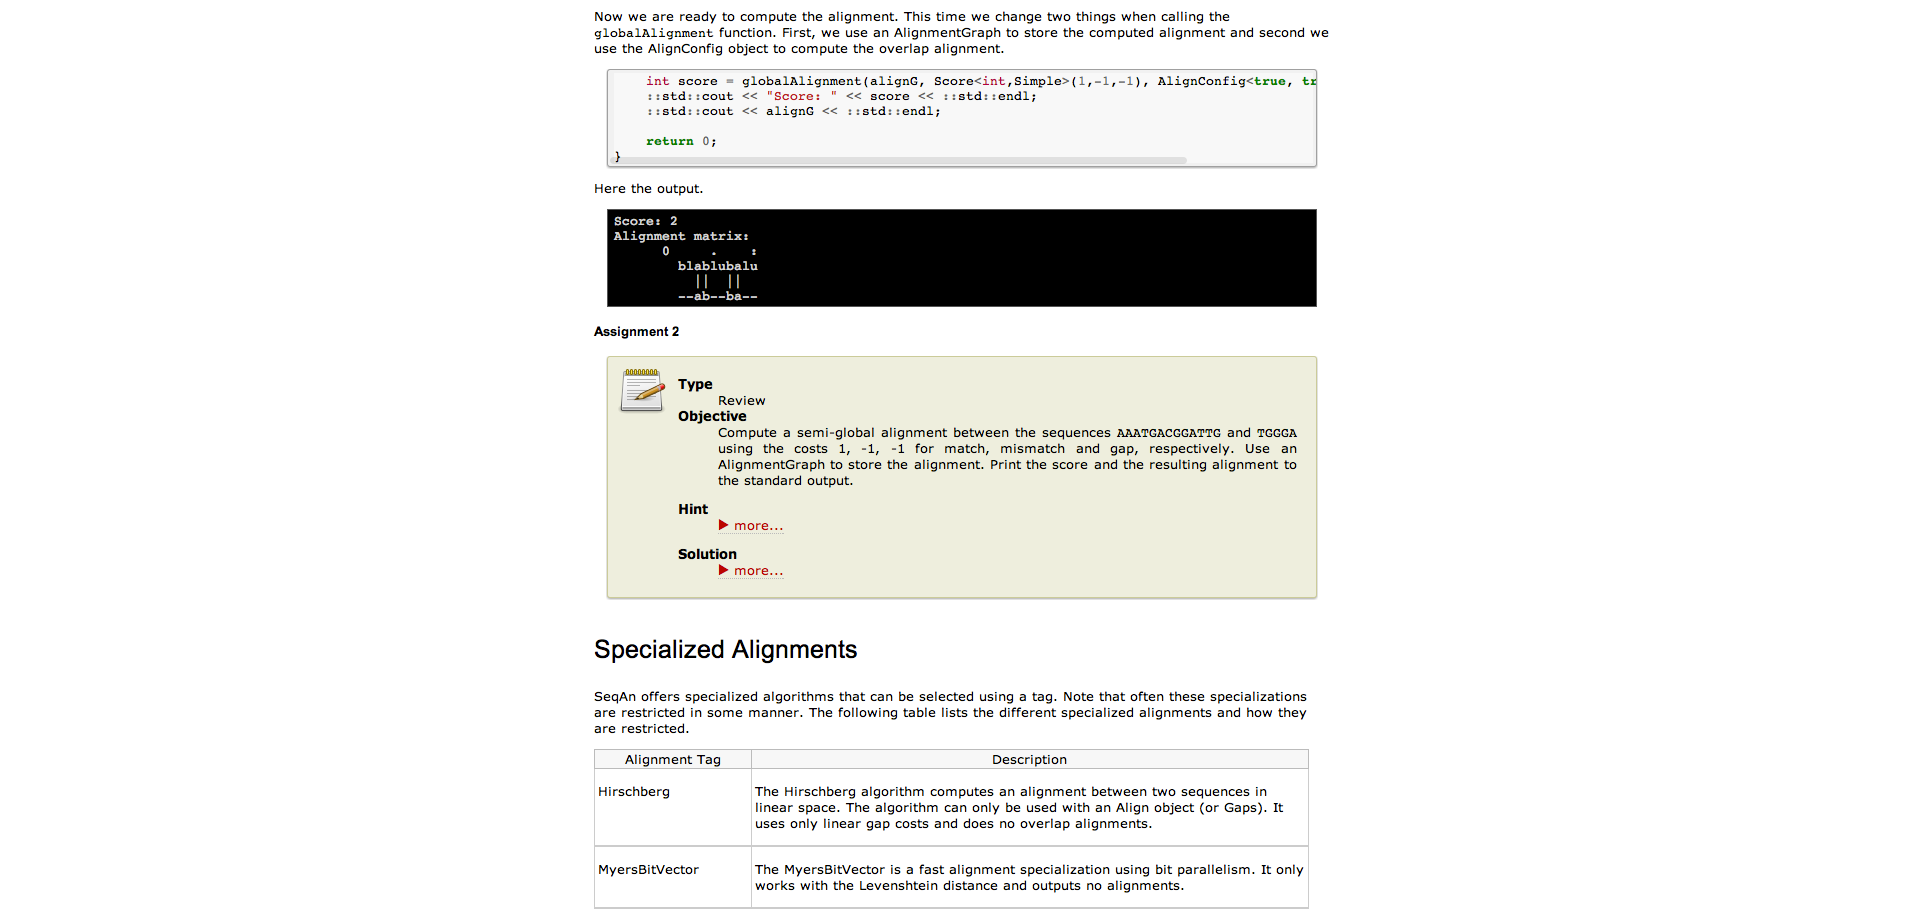 Now we are ready to compute the alignment. This time we change two things when calling the
globalAlignment function. First, we use an AlignmentGraph to store the computed alignment and second we
use the AlignConfig object to compute the overlap alignment.
int score = globalAlignment(alignG, Score<int,Simple>(1,-1,-1), AlignConfig<true, tr
::std::cout << "Score: " << score << ::std::endl;
::std::cout << alignG << ::std::endl;
return 0;
}
Here the output.
Score: 2
Alignment matrix:
      0     .    :
        blablubalu
          ||  ||
        --ab--ba--
Assignment 2
Type
Review
Objective
Compute a semi-global alignment between the sequences AAATGACGGATTG and TGGGA
using the costs 1, -1, -1 for match, mismatch and gap, respectively. Use an
AlignmentGraph to store the alignment. Print the score and the resulting alignment to
the standard output.
Hint
▶ more...
Solution
▶ more...
Specialized Alignments
SeqAn offers specialized algorithms that can be selected using a tag. Note that often these specializations
are restricted in some manner. The following table lists the different specialized alignments and how they
are restricted.
Alignment Tag Description
Hirschberg The Hirschberg algorithm computes an alignment between two sequences in
linear space. The algorithm can only be used with an Align object (or Gaps). It
uses only linear gap costs and does no overlap alignments.
MyersBitVector The MyersBitVector is a fast alignment specialization using bit parallelism. It only
works with the Levenshtein distance and outputs no alignments.